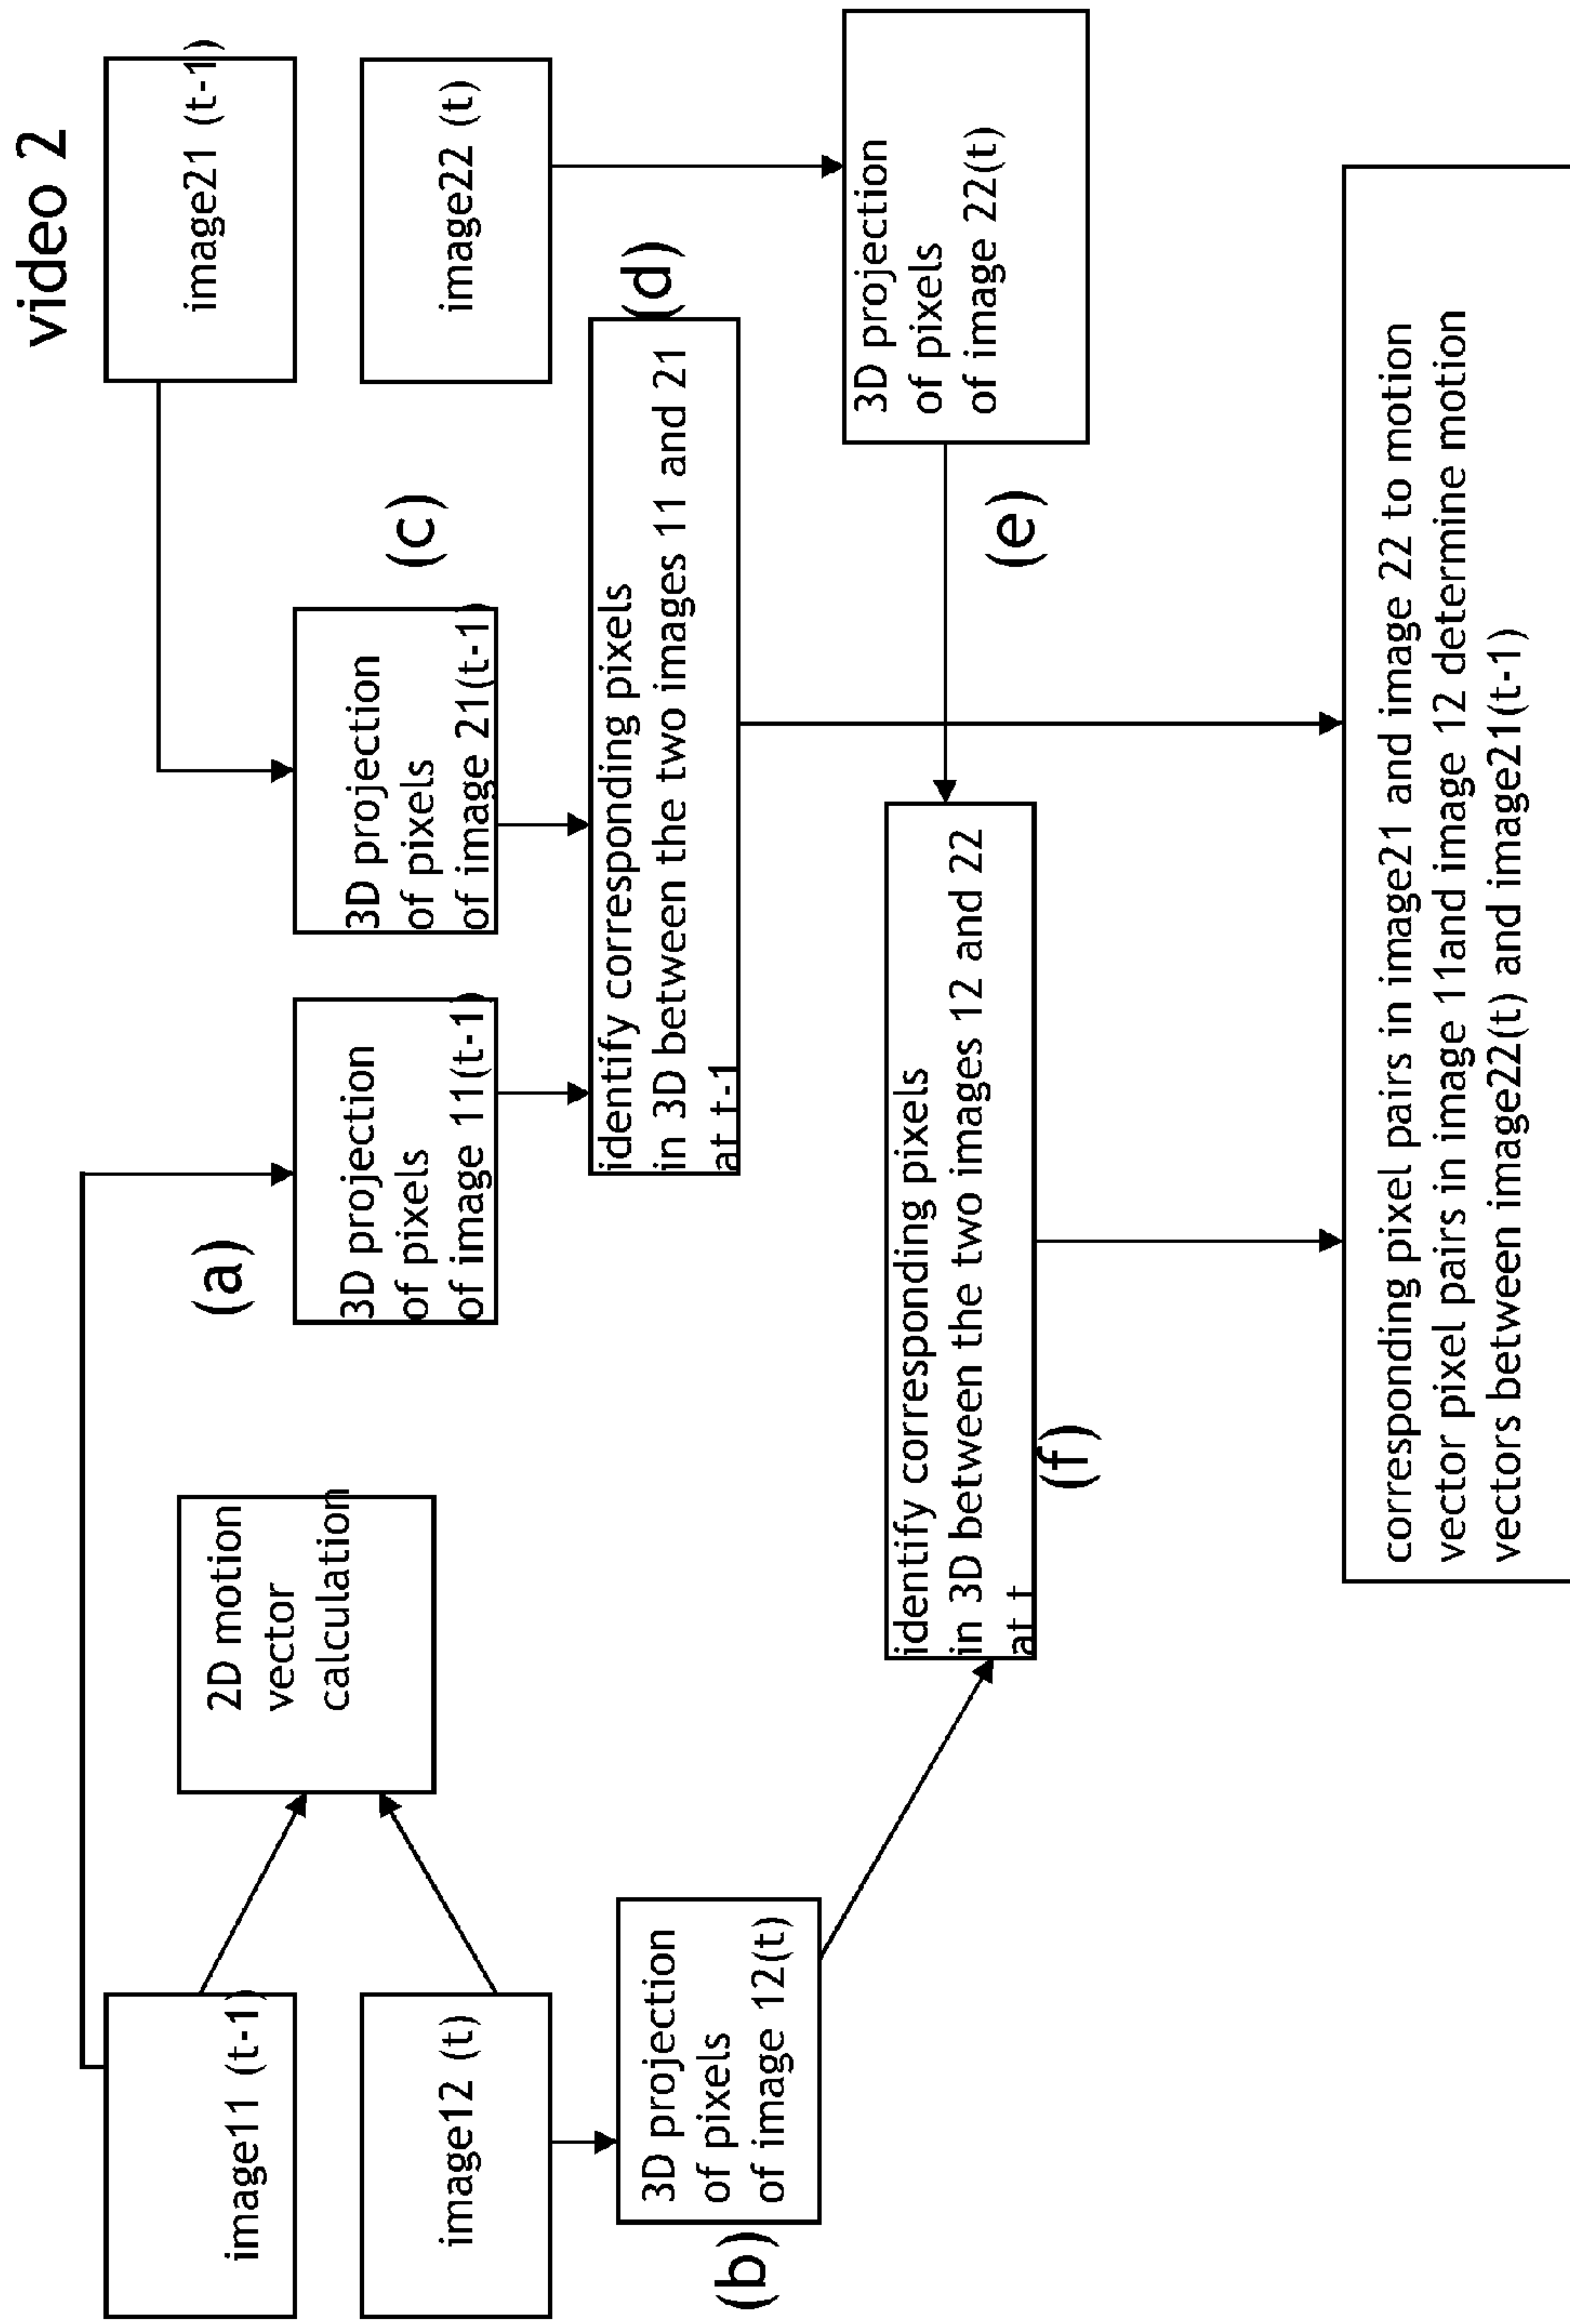 video 2
image11 (t-1)
2D motion
vector
calculation
image21 (t-1)
image12 (t)
image22 (t)
(a)
3D projection
of pixels
of image 11(t-1)
3D projection
of pixels
of image 21(t-1)
(c)
(b)
3D projection
of pixels
of image 12(t)
identify corresponding pixels
in 3D between the two images 11 and 21
at t-1
(d)
3D projection
of pixels
of image 22(t)
(e)
identify corresponding pixels
in 3D between the two images 12 and 22
at t
(f)
corresponding pixel pairs in image21 and image 22 to motion
vector pixel pairs in image 11and image 12 determine motion
vectors between image22(t) and image21(t-1)